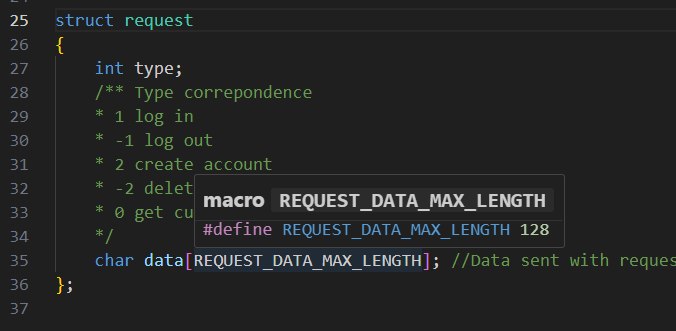 25 struct request
26 {
27 int type;
28 /** Type correpondence
29 * 1 log in
30 * -1 log out
31 * 2 create account
32 * -2 delet
33 * 0 get cu
34 */
35 char data[REQUEST_DATA_MAX_LENGTH]; //Data sent with reques
36 };
37
macro REQUEST_DATA_MAX_LENGTH
#define REQUEST_DATA_MAX_LENGTH 128